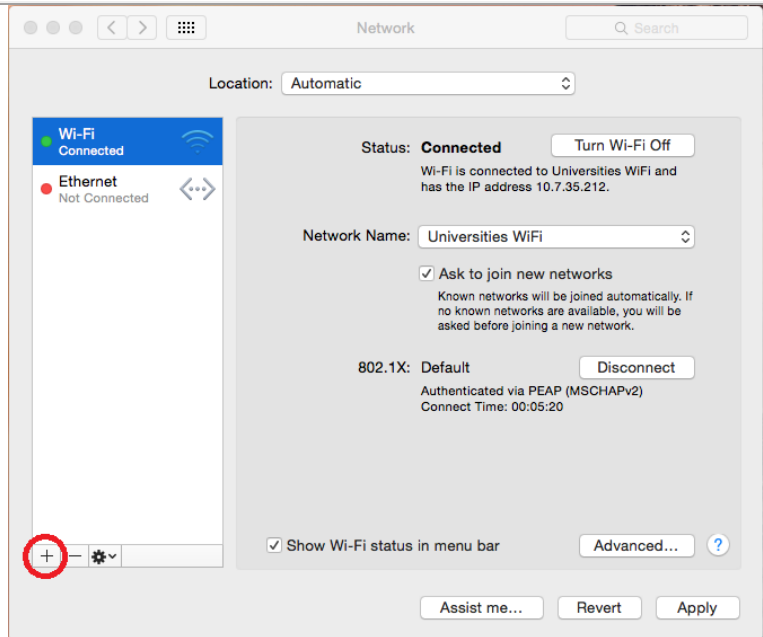 Network
Search
Location: Automatic
Wi-Fi
Connected
Ethernet
Not Connected
Status: Connected Turn Wi-Fi Off
Wi-Fi is connected to Universities WiFi and
has the IP address 10.7.35.212.
Network Name: Universities WiFi
Ask to join new networks
Known networks will be joined automatically. If
no known networks are available, you will be
asked before joining a new network.
802.1X: Default Disconnect
Authenticated via PEAP (MSCHAPv2)
Connect Time: 00:05:20
Show Wi-Fi status in menu bar Advanced... ?
Assist me... Revert Apply